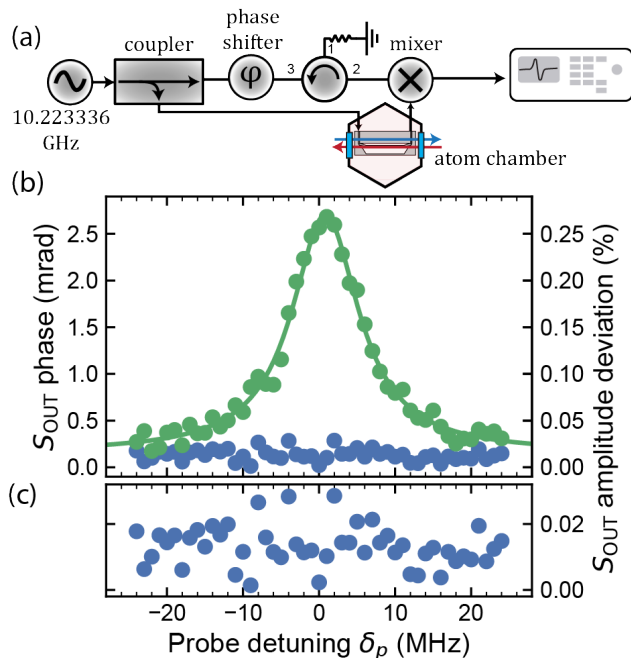 (a)
coupler
phase
shifter
mixer
φ
3
1
2
10.223336
GHz
atom chamber
(b)
S_OUT phase (mrad)
2.5
2.0
1.5
1.0
0.5
0.0
0.25
0.20
0.15
0.10
0.05
0.00
S_OUT amplitude deviation (%)
(c)
0.02
0.00
−20
−10
0
10
20
Probe detuning δ_p (MHz)